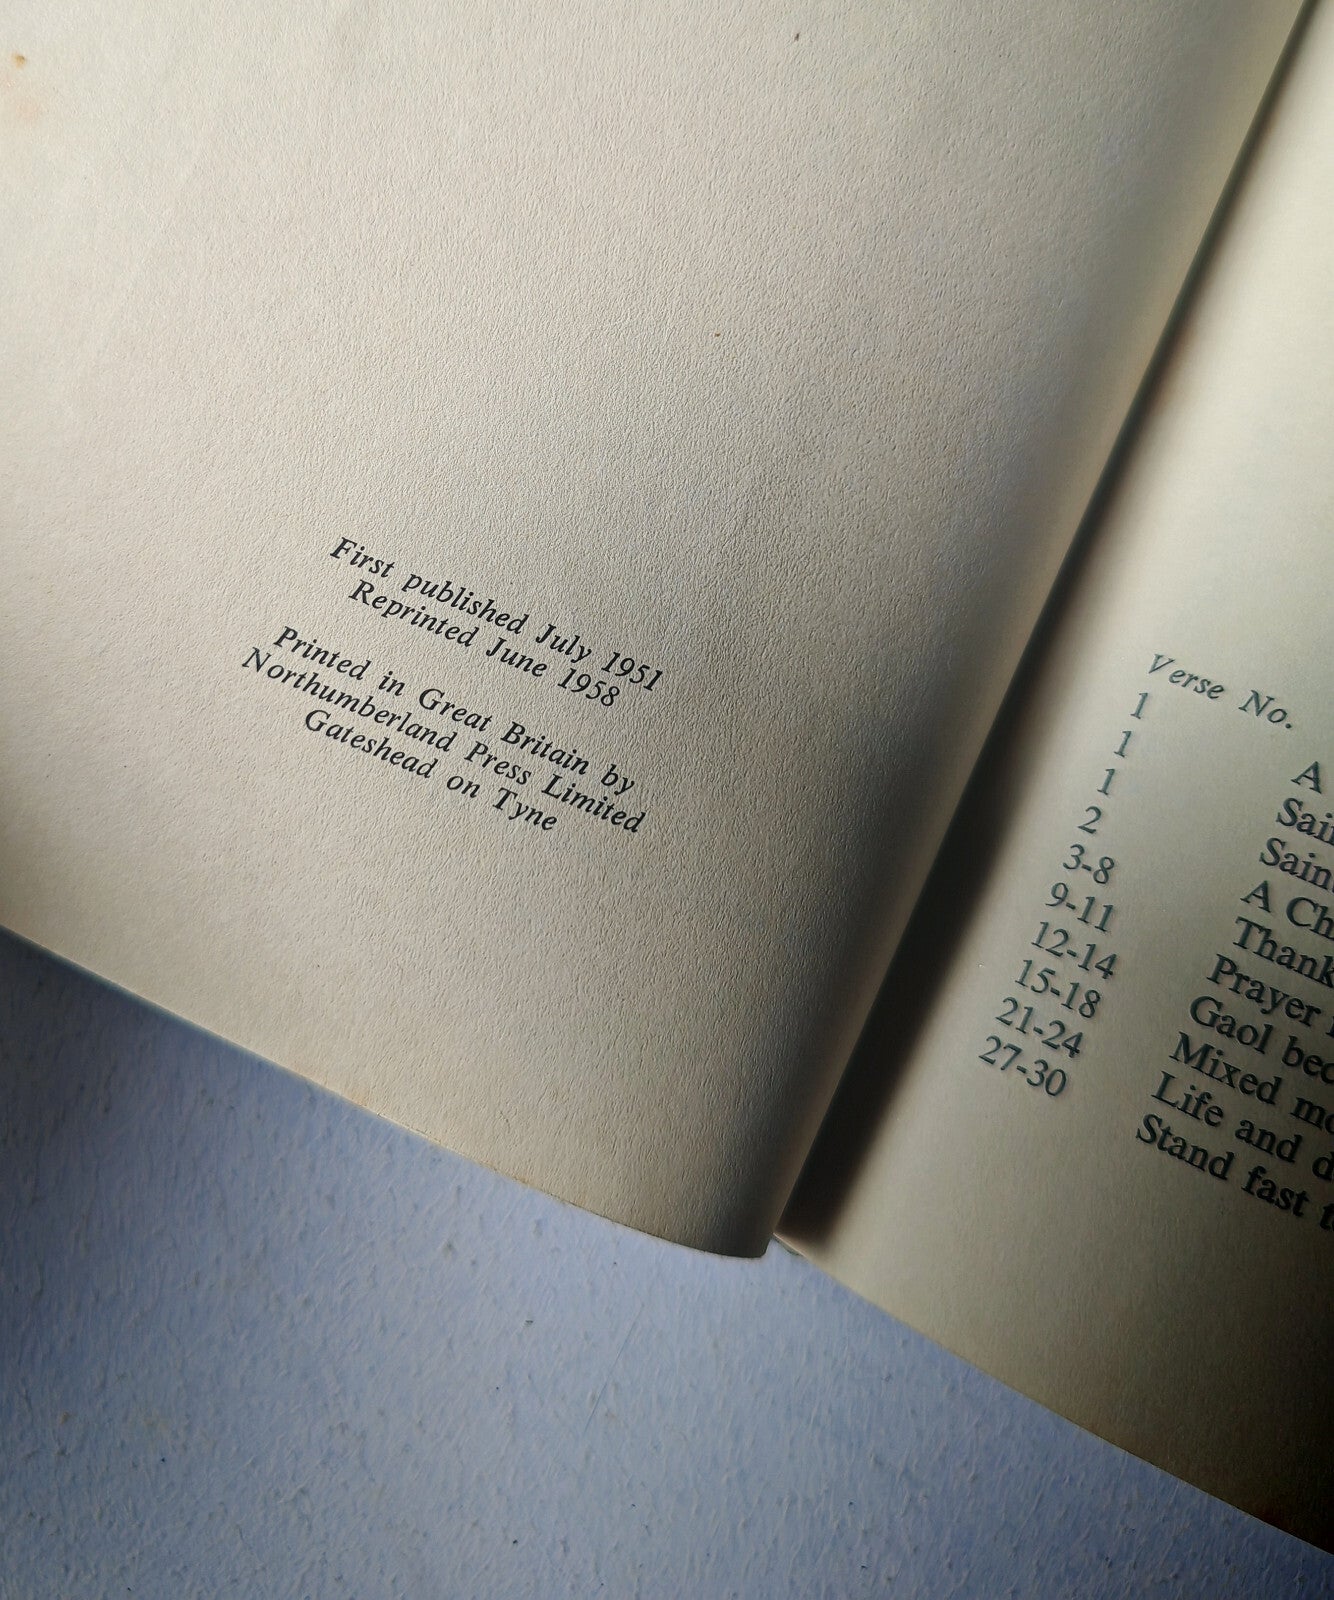 First published July 1951
Reprinted June 1958
Printed in Great Britain by
Northumberland Press Limited
Gateshead on Tyne
Verse No.
1 A
1
1
2 A
3-8
9-11 Prayer
12-14 Gaol
15-18 Mixed
21-24 Life and
27-30 Stand fast